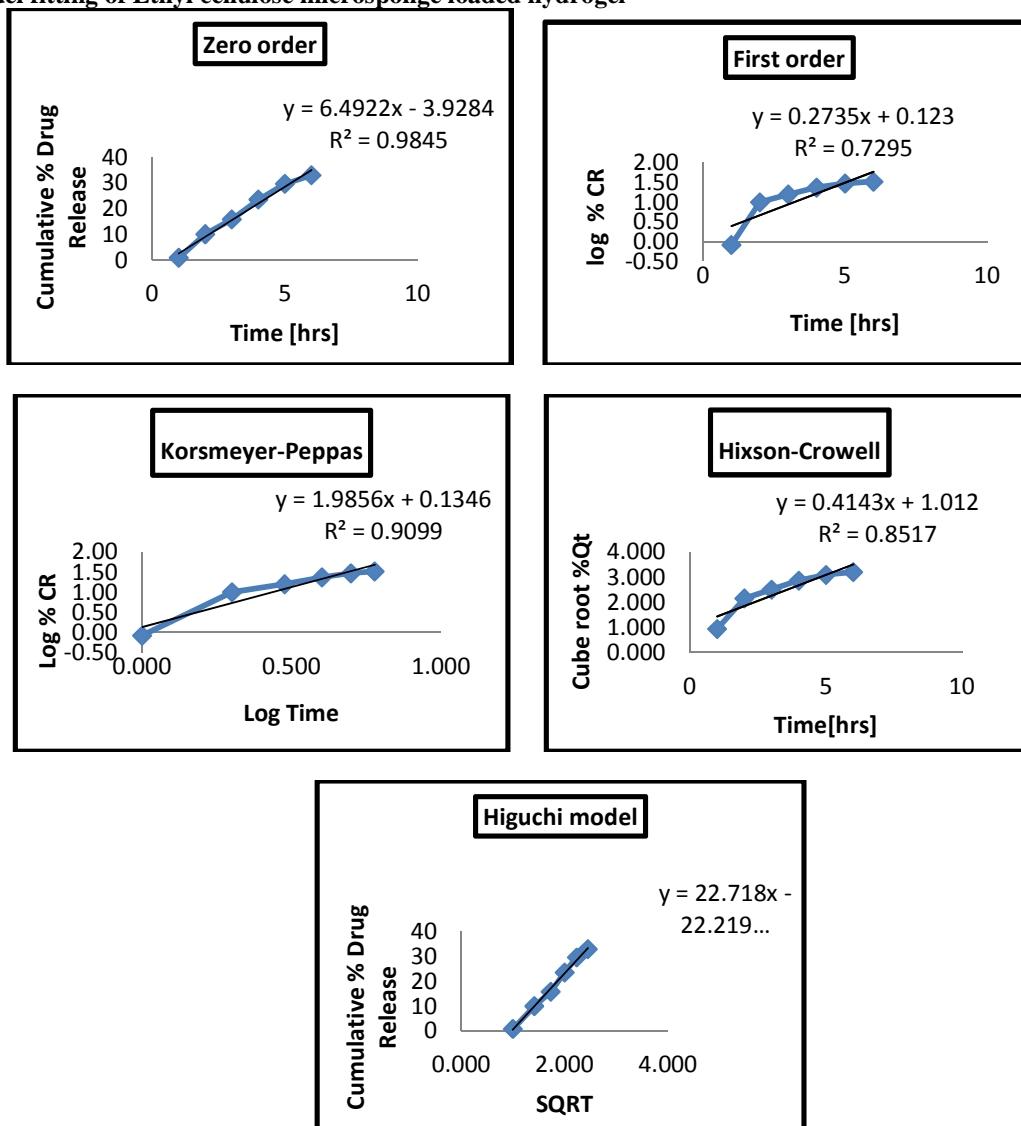 Ethyl cellulose microsponge loaded hydrogel
Zero order
y = 6.4922x - 3.9284
R² = 0.9845
Cumulative % Drug
Release
40
30
20
10
0
0 5 10
Time [hrs]
First order
y = 0.2735x + 0.123
R² = 0.7295
log % CR
2.00
1.50
1.00
0.50
0.00
-0.50
0 5 10
Time [hrs]
Korsmeyer-Peppas
y = 1.9856x + 0.1346
R² = 0.9099
Log % CR
2.00
1.50
1.00
0.50
0.00
-0.50
0.000 0.500 1.000
Log Time
Hixson-Crowell
y = 0.4143x + 1.012
R² = 0.8517
Cube root %Qt
4.000
3.000
2.000
1.000
0.000
0 5 10
Time[hrs]
Higuchi model
y = 22.718x -
22.219...
Cumulative % Drug
Release
40
30
20
10
0
0.000 2.000 4.000
SQRT